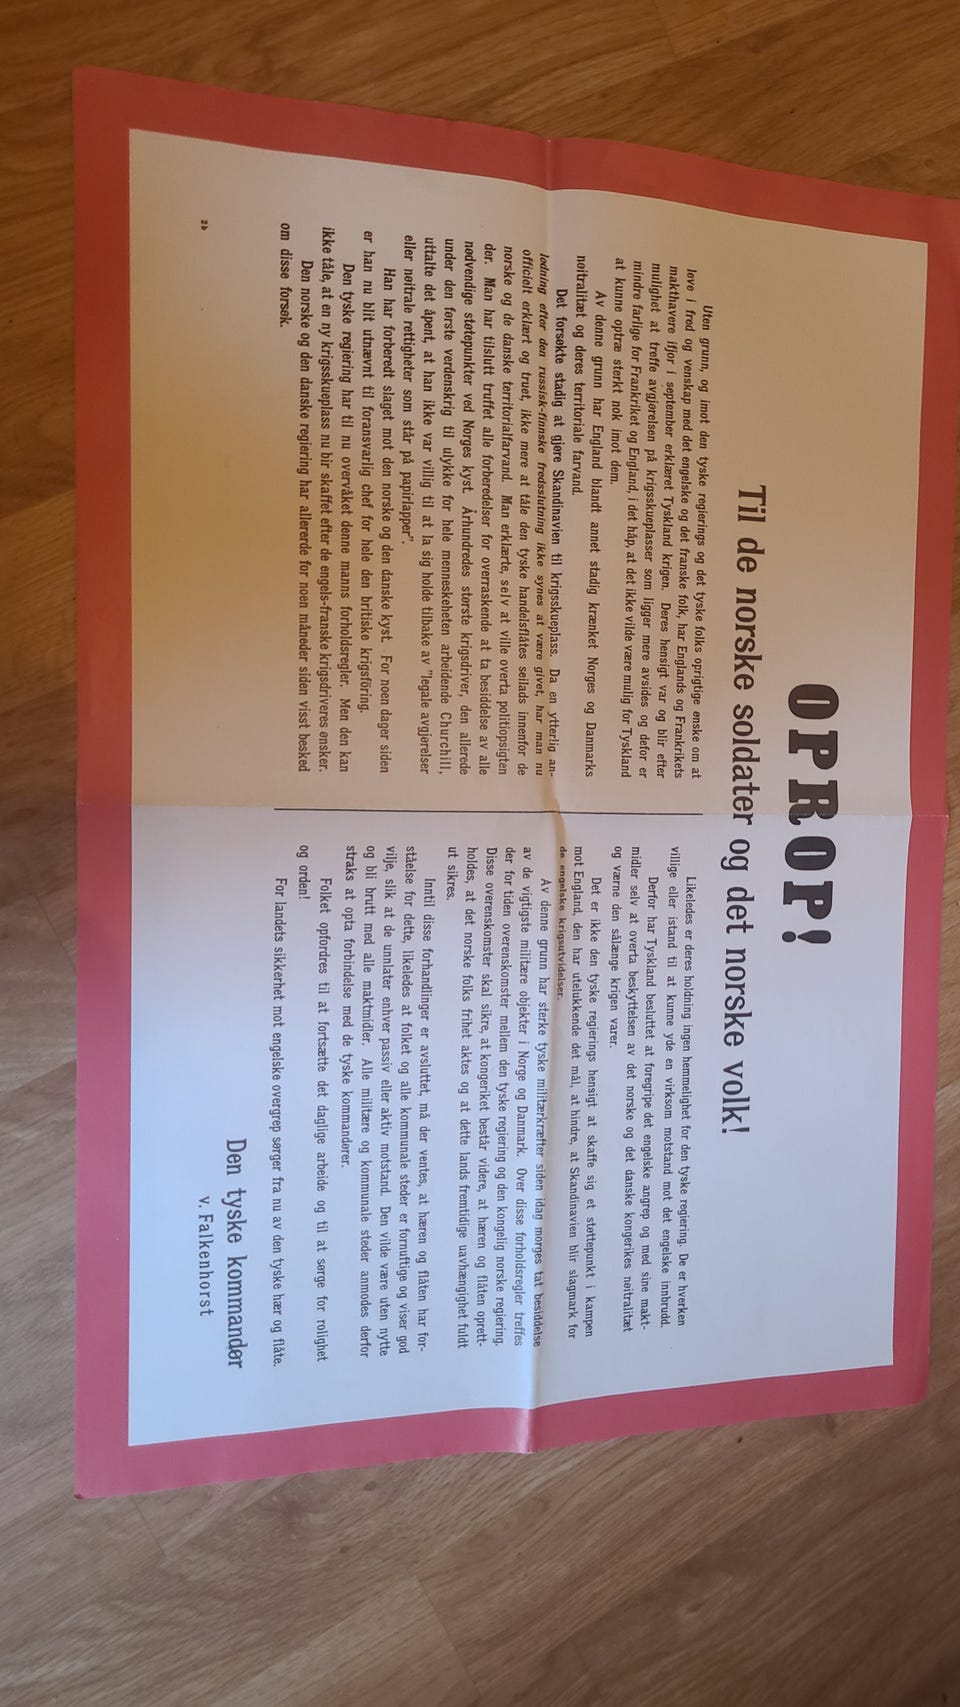 OPROP!
Til de norske soldater og det norske volk!
Uten grunn, og imot den tyske regjerings og det tyske folks oprigtige ønske om at
leve i fred og venskap med det engelske og det franske folk, har Englands og Frankrikets
makthavere ifjor i september erklæret Tyskland krigen. Deres hensigt var og blir efter
mulighet at treffe avgjørelsen på krigsskueplasser som ligger mere avsides og defor er
mindre farlige for Frankriket og England, i det håp, at det ikke vilde være mulig for Tyskland
at kunne optræ sterkt nok imot dem.
Av denne grunn har England blandt annet stadig krænket Norges og Danmarks
nøitralitæt og deres territoriale farvand.
Det forsøkte stadig at gjøre Skandinavien til krigsskueplass. Da en ytterlig an-
ledning efter den russisk-finnske fredsslutning ikke synes at være givet, har man nu
officielt erklært og truet, ikke mere at tåle den tyske handelsflåtes seilads innenfor de
norske og de danske territorialfarvand. Man erklærte, selv at ville overta politiopsigten
der. Man har tilslutt truffet alle forberedelser for overraskende at ta besiddelse av alle
nødvendige støtepunkter ved Norges kyst. Århundredes største krigsdriver, den allerede
under den første verdenskrig til ulykke for hele menneskeheten arbeidende Churchill,
uttalte det åpent, at han ikke var villig til at la sig holde tilbake av "legale avgjørelser
eller nøitrale rettigheter som står på papirlapper".
Han har forberedt slaget mot den norske og den danske kyst. For noen dager siden
er han nu blit utnævnt til foransvarlig chef for hele den britiske krigsföring.
Den tyske regjering har til nu overvåket denne manns forholdsregler. Men den kan
ikke tåle, at en ny krigsskueplass nu bir skaffet efter de engels-franske krigsdriveres ønsker.
Den norske og den danske regjering har allerede for noen måneder siden visst besked
om disse forsøk.
2b
Likeledes er deres holdning ingen hemmelighet for den tyske regjering. De er hverken
villige eller istand til at kunne yde en virksom motstand mot det engelske innbrudd.
Derfor har Tyskland besluttet at foregripe det engelske angrep og med sine makt-
midler selv at overta beskyttelsen av det norske og det danske kongerikes nøitralitæt
og værne den sålænge krigen varer.
Det er ikke den tyske regjerings hensigt at skaffe sig et støttepunkt i kampen
mot England, den har utelukkende det mål, at hindre, at Skandinavien blir slagmark for
de engelske krigsutvidelser.
Av denne grunn har sterke tyske militærkræfter siden idag morges tat besiddelse
av de vigtigste militære objekter i Norge og Danmark. Over disse forholdsregler treffes
der for tiden overenskomster mellem den tyske regjering og den kongelig norske regjering.
Disse overenskomster skal sikre, at kongeriket består videre, at hæren og flåten oprett-
holdes, at det norske folks frihet aktes og at dette lands fremtidige uavhængighet fuldt
ut sikres.
Inntil disse forhandlinger er avsluttet, må der ventes, at hæren og flåten har for-
ståelse for dette, likeledes at folket og alle kommunale steder er fornuftige og viser god
vilje, slik at de unnlater enhver passiv eller aktiv motstand. Den vilde være uten nytte
og bli brutt med alle maktmidler. Alle militære og kommunale steder anmodes derfor
straks at opta forbindelse med de tyske kommandører.
Folket opfordres til at fortsætte det daglige arbeide og til at sørge for rolighet
og orden!
For landets sikkerhet mot engelske overgrep sørger fra nu av den tyske hær og flåte.
Den tyske kommandør
v. Falkenhorst